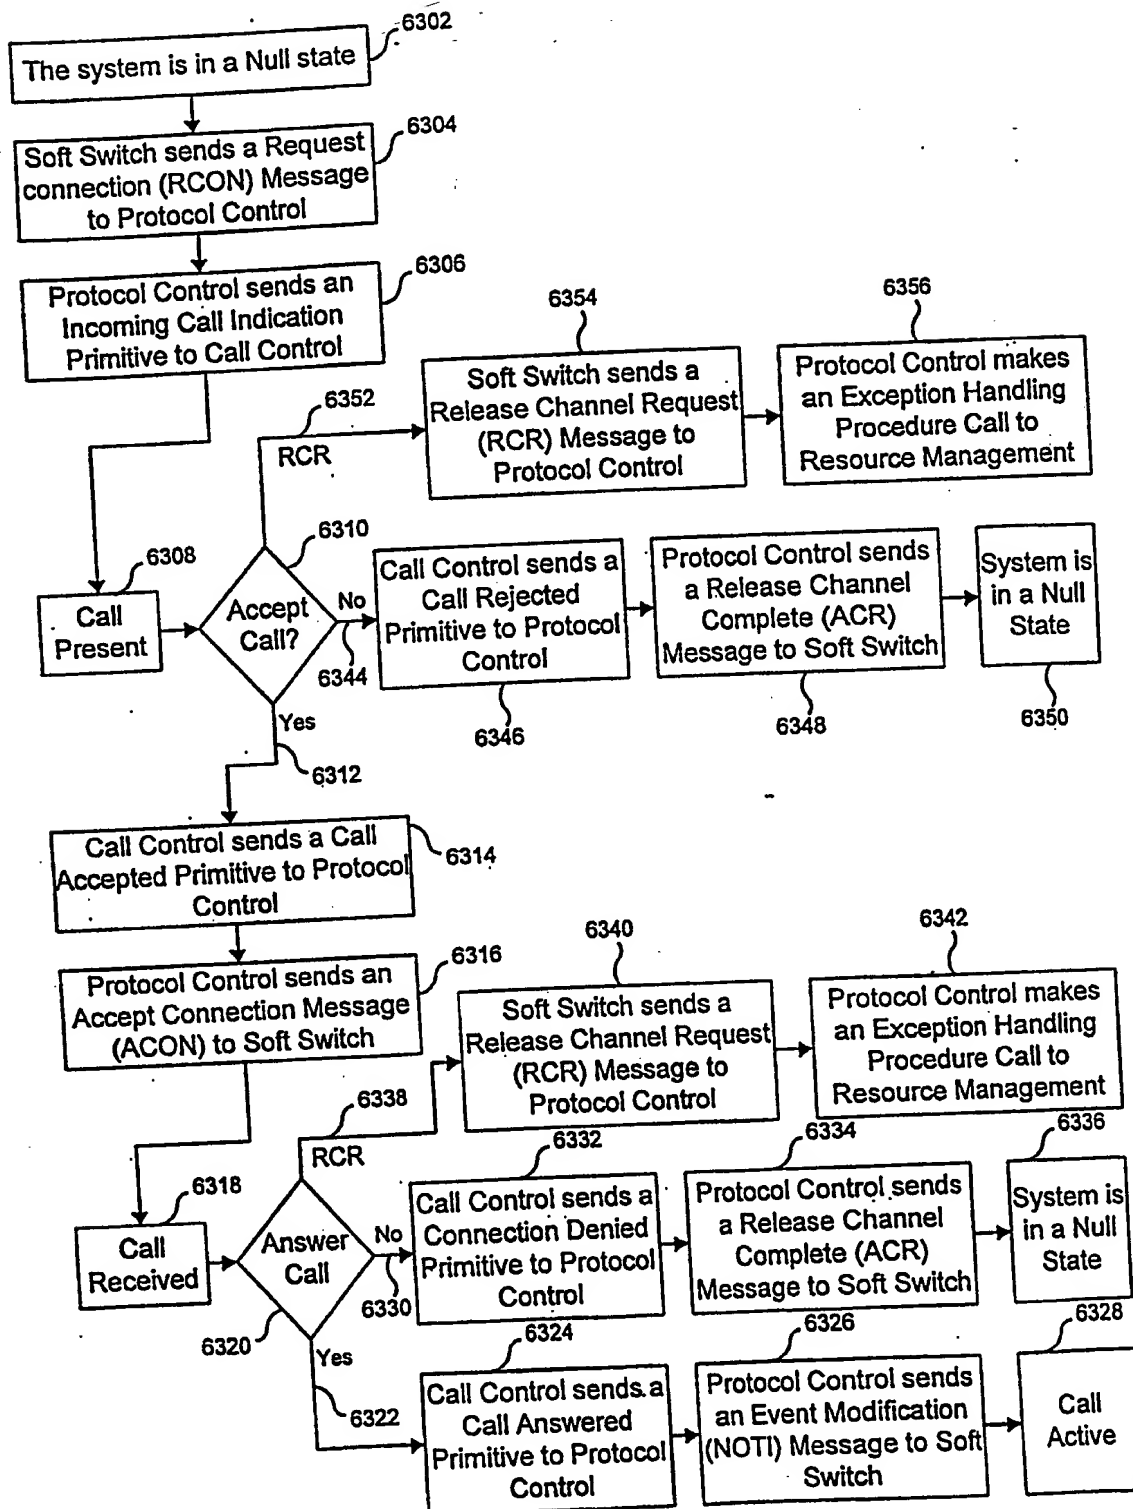 6302
The system is in a Null state
6304
Soft Switch sends a Request
connection (RCON) Message
to Protocol Control
6306
Protocol Control sends an
Incoming Call Indication
Primitive to Call Control
6354
6356
Soft Switch sends a
Release Channel Request
(RCR) Message to
Protocol Control
Protocol Control makes
an Exception Handling
Procedure Call to
Resource Management
6352
RCR
6310
6308
Call
Present
Accept
Call?
No
6344
Call Control sends a
Call Rejected
Primitive to Protocol
Control
Protocol Control sends
a Release Channel
Complete (ACR)
Message to Soft Switch
System is
in a Null
State
6346
6348
6350
Yes
6312
Call Control sends a Call
Accepted Primitive to Protocol
Control
6314
Protocol Control sends an
Accept Connection Message
(ACON) to Soft Switch
6316
6340
6342
Soft Switch sends a
Release Channel Request
(RCR) Message to
Protocol Control
Protocol Control makes
an Exception Handling
Procedure Call to
Resource Management
6338
RCR
6332
6334
6336
6318
Call
Received
Answer
Call
No
6330
6320
Call Control sends a
Connection Denied
Primitive to Protocol
Control
Protocol Control sends
a Release Channel
Complete (ACR)
Message to Soft Switch
System is
in a Null
State
Yes
6322
6324
6326
6328
Call Control sends a
Call Answered
Primitive to Protocol
Control
Protocol Control sends
an Event Modification
(NOTI) Message to Soft
Switch
Call
Active